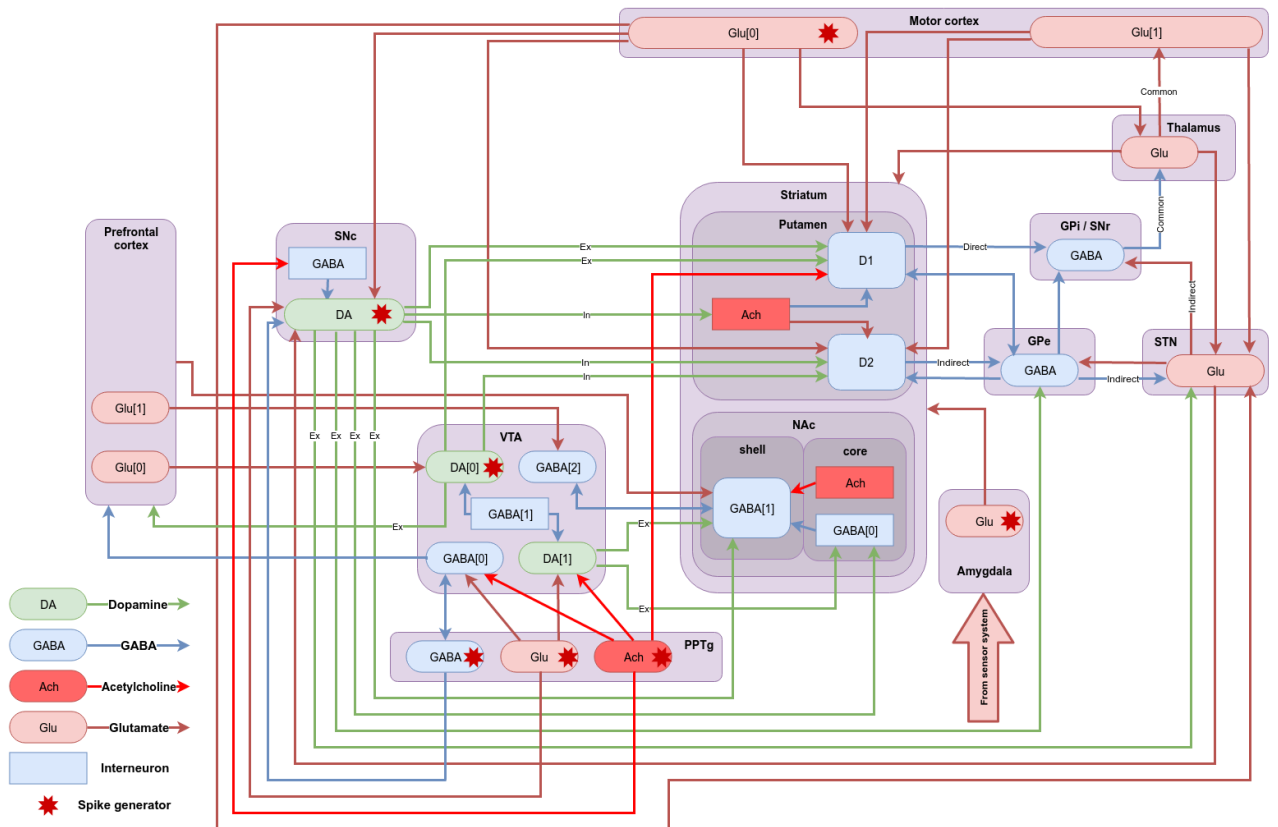 Motor cortex
Glu[0]
Glu[1]
Common
Thalamus
Glu
Common
Striatum
Putamen
D1
Ach
D2
Prefrontal
cortex
Glu[1]
Glu[0]
SNc
GABA
DA
Ex
Ex
In
In
In
Direct
Indirect
GPi / SNr
GABA
Indirect
GPe
GABA
Indirect
STN
Glu
Ex
Ex
Ex
Ex
VTA
DA[0]
GABA[2]
GABA[1]
GABA[0]
DA[1]
Ex
Ex
Ex
NAc
shell
core
GABA[1]
Ach
GABA[0]
Glu
Amygdala
From sensor system
PPTg
GABA
Glu
Ach
DA
Dopamine
GABA
GABA
Ach
Acetylcholine
Glu
Glutamate
Interneuron
Spike generator